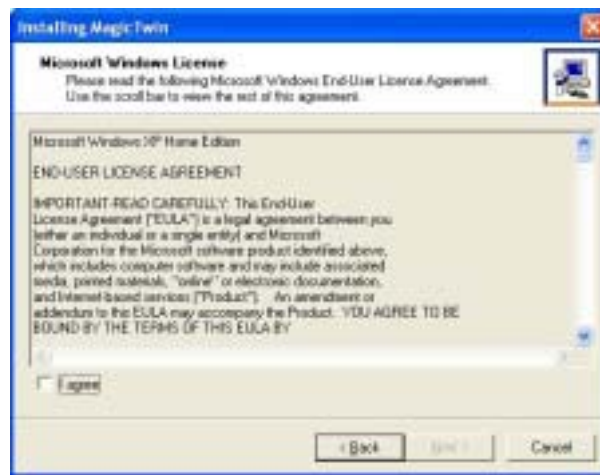 Installing MagicTwin
Microsoft Windows License
Please read the following Microsoft Windows End-User License Agreement.
Use the scroll bar to view the rest of this agreement.
Microsoft Windows XP Home Edition
END-USER LICENSE AGREEMENT
IMPORTANT-READ CAREFULLY: This End-User
License Agreement ("EULA") is a legal agreement between you
(either an individual or a single entity) and Microsoft
Corporation for the Microsoft software product identified above,
which includes computer software and may include associated
media, printed materials, "online" or electronic documentation,
and Internet-based services ("Product"). An amendment or
addendum to this EULA may accompany the Product. YOU AGREE TO BE
BOUND BY THE TERMS OF THIS EULA BY
I agree
< Back Next > Cancel